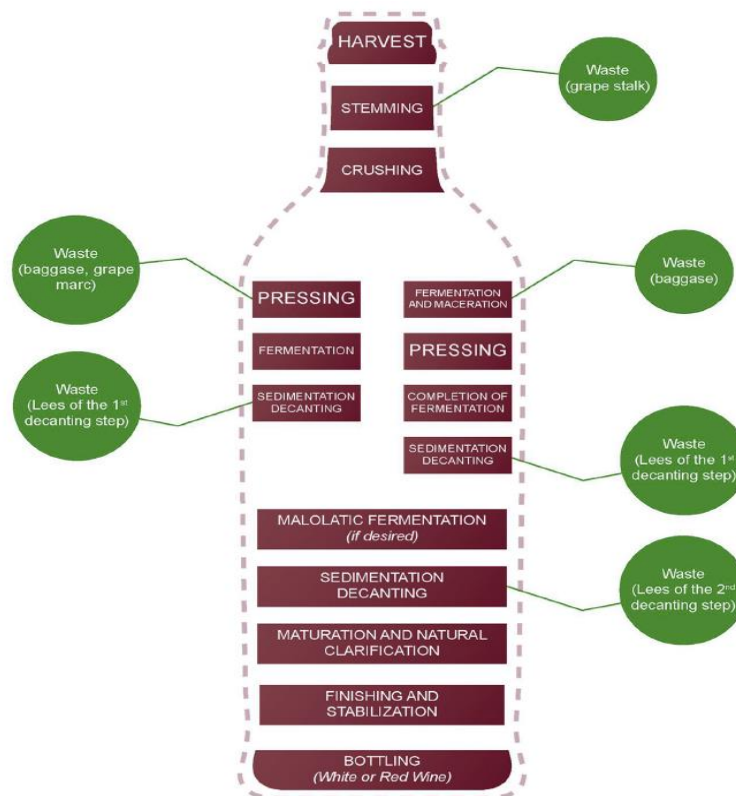 HARVEST
Waste
(grape stalk)
STEMMING
CRUSHING
Waste
(baggase, grape
marc)
PRESSING
FERMENTATION
SEDIMENTATION
DECANTING
Waste
(Lees of the 1st
decanting step)
Waste
(baggase)
FERMENTATION
AND MACERATION
PRESSING
COMPLETION OF
FERMENTATION
SEDIMENTATION
DECANTING
Waste
(Lees of the 1st
decanting step)
MALOLATIC FERMENTATION
(if desired)
SEDIMENTATION
DECANTING
Waste
(Lees of the 2nd
decanting step)
MATURATION AND NATURAL
CLARIFICATION
FINISHING AND
STABILIZATION
BOTTLING
(White or Red Wine)